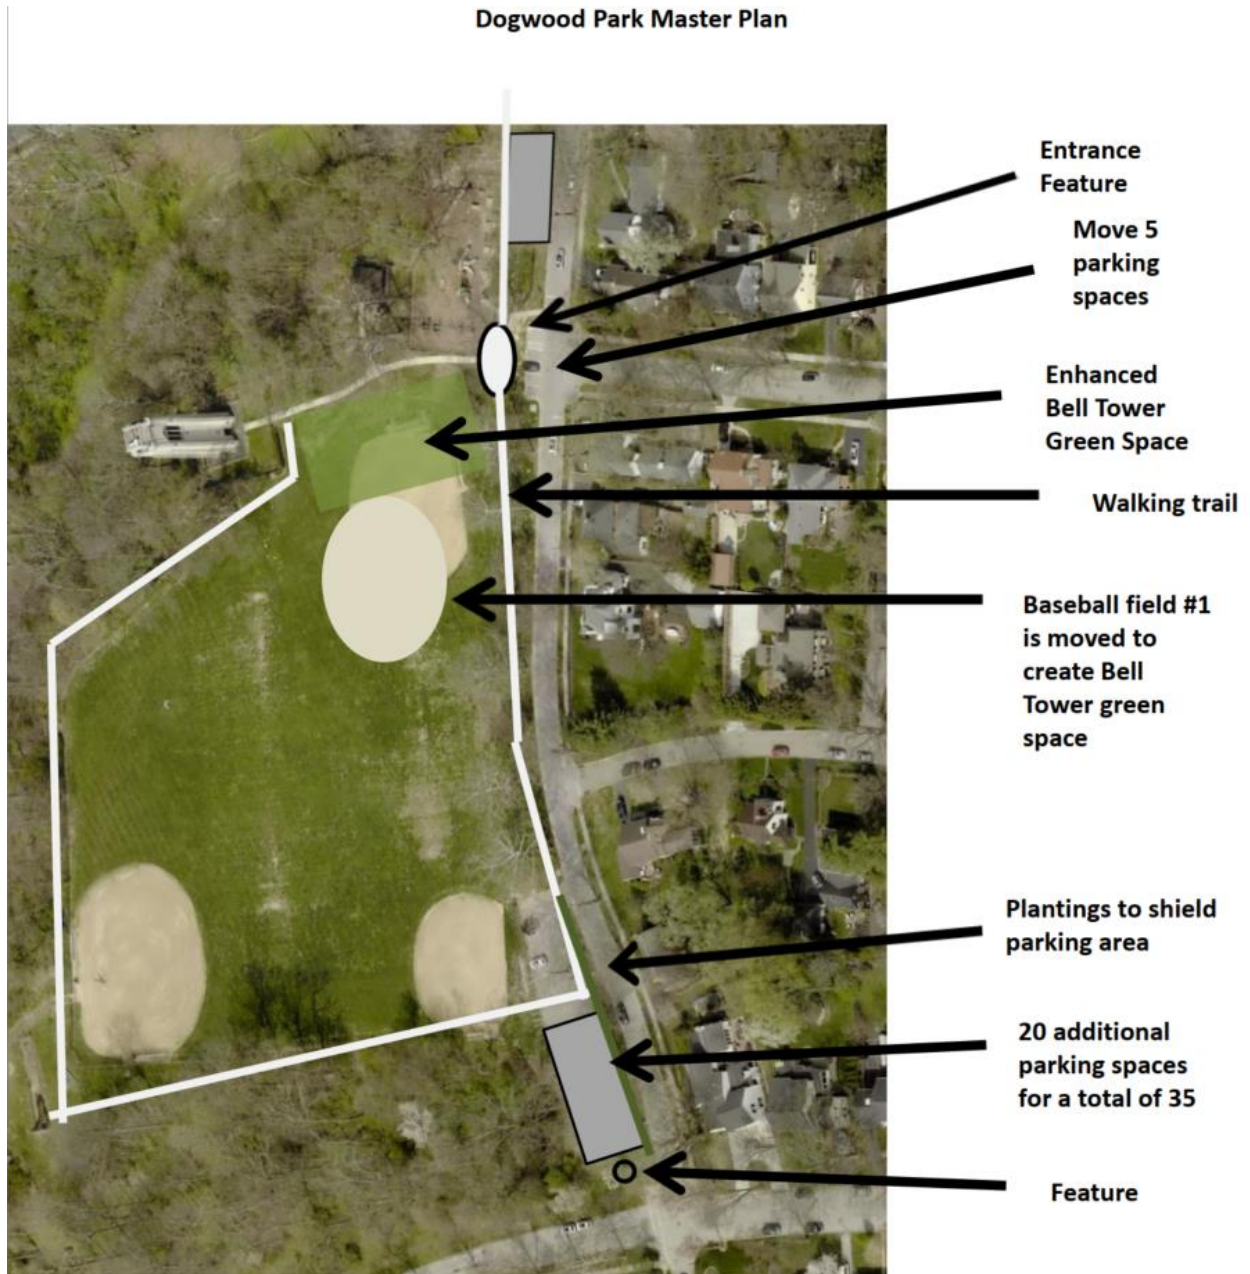 Dogwood Park Master Plan
Entrance
Feature
Move 5
parking
spaces
Enhanced
Bell Tower
Green Space
Walking trail
Baseball field #1
is moved to
create Bell
Tower green
space
Plantings to shield
parking area
20 additional
parking spaces
for a total of 35
Feature